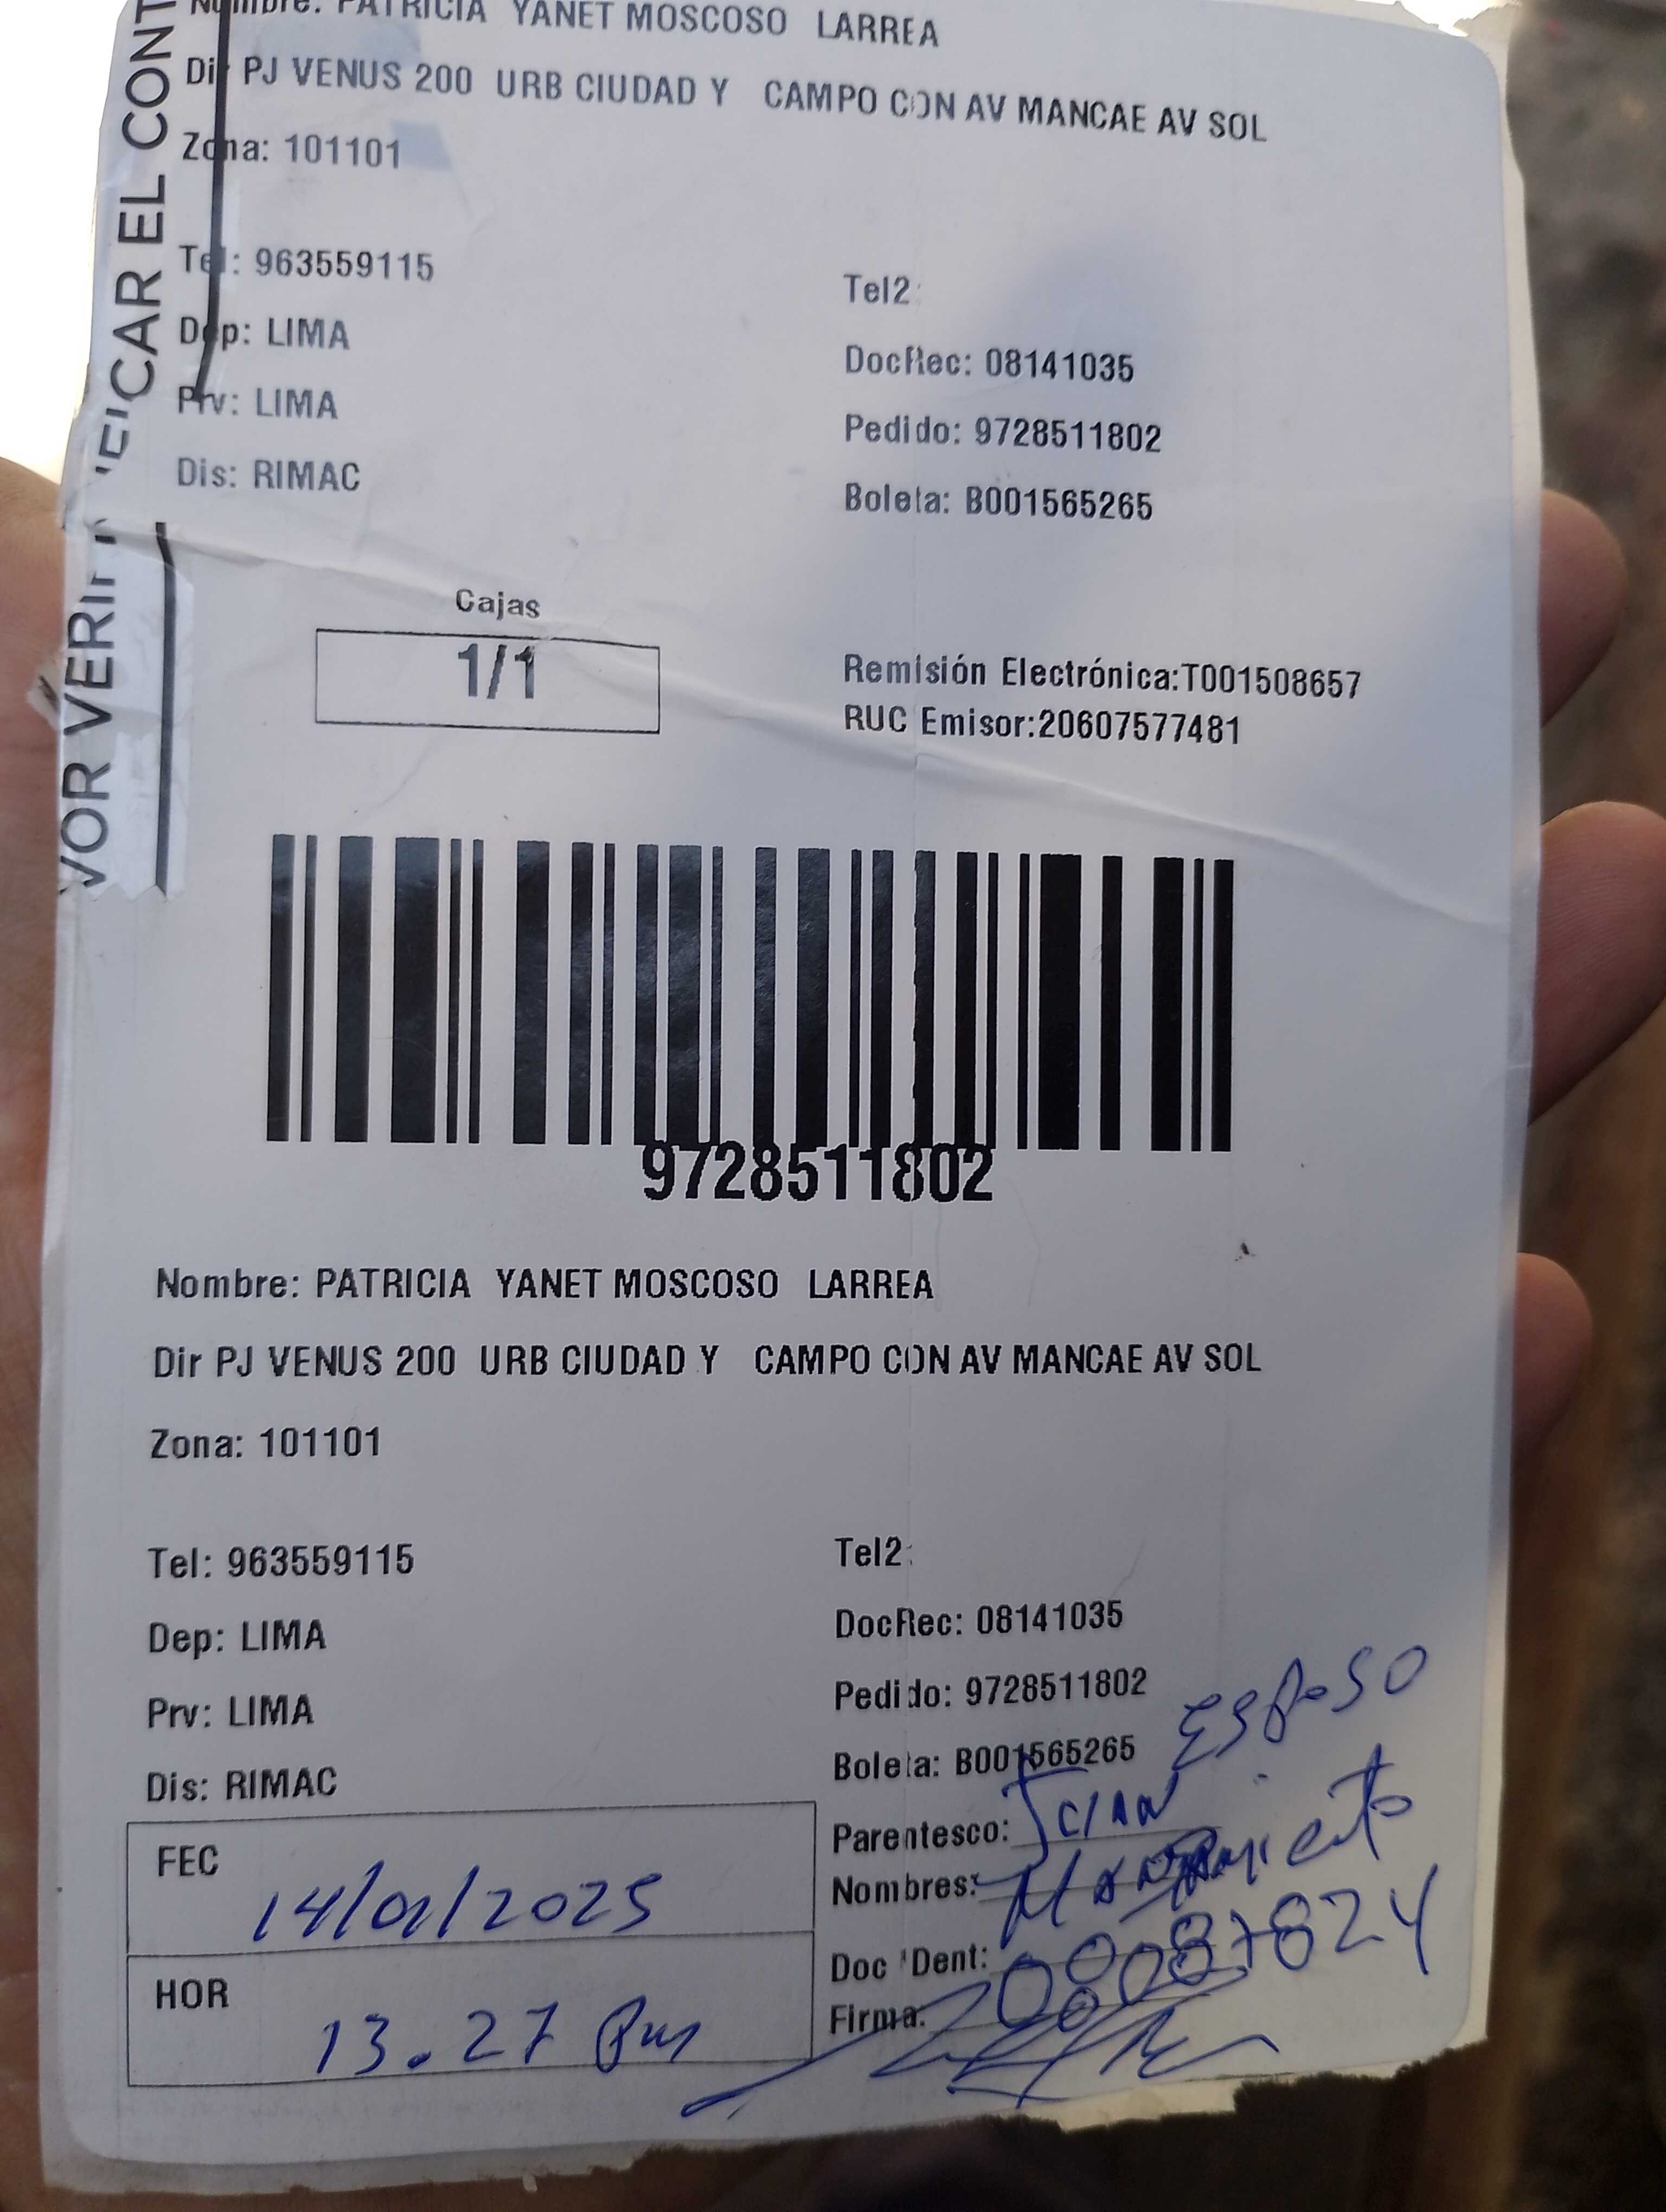 Nombre: PATRICIA YANET MOSCOSO LARREA
Dir PJ VENUS 200 URB CIUDAD Y CAMPO CON AV MANCAE AV SOL
Zona: 101101
Tel: 963559115
Tel2:
Dep: LIMA
DocRec: 08141035
Prv: LIMA
Pedido: 9728511802
Dis: RIMAC
Boleta: B001565265
VOR VERIFICAR EL CONT
Cajas
1/1
Remisión Electrónica:T001508657
RUC Emisor:20607577481
9728511802
Nombre: PATRICIA YANET MOSCOSO LARREA
Dir PJ VENUS 200 URB CIUDAD Y CAMPO CON AV MANCAE AV SOL
Zona: 101101
Tel: 963559115
Tel2:
Dep: LIMA
DocRec: 08141035
Prv: LIMA
Pedido: 9728511802
Dis: RIMAC
Boleta: B001565265
Esposo
Parentesco:
Nombres:
Doc Dent:
Firma:
FEC
14/01/2025
HOR
13.27 Pm